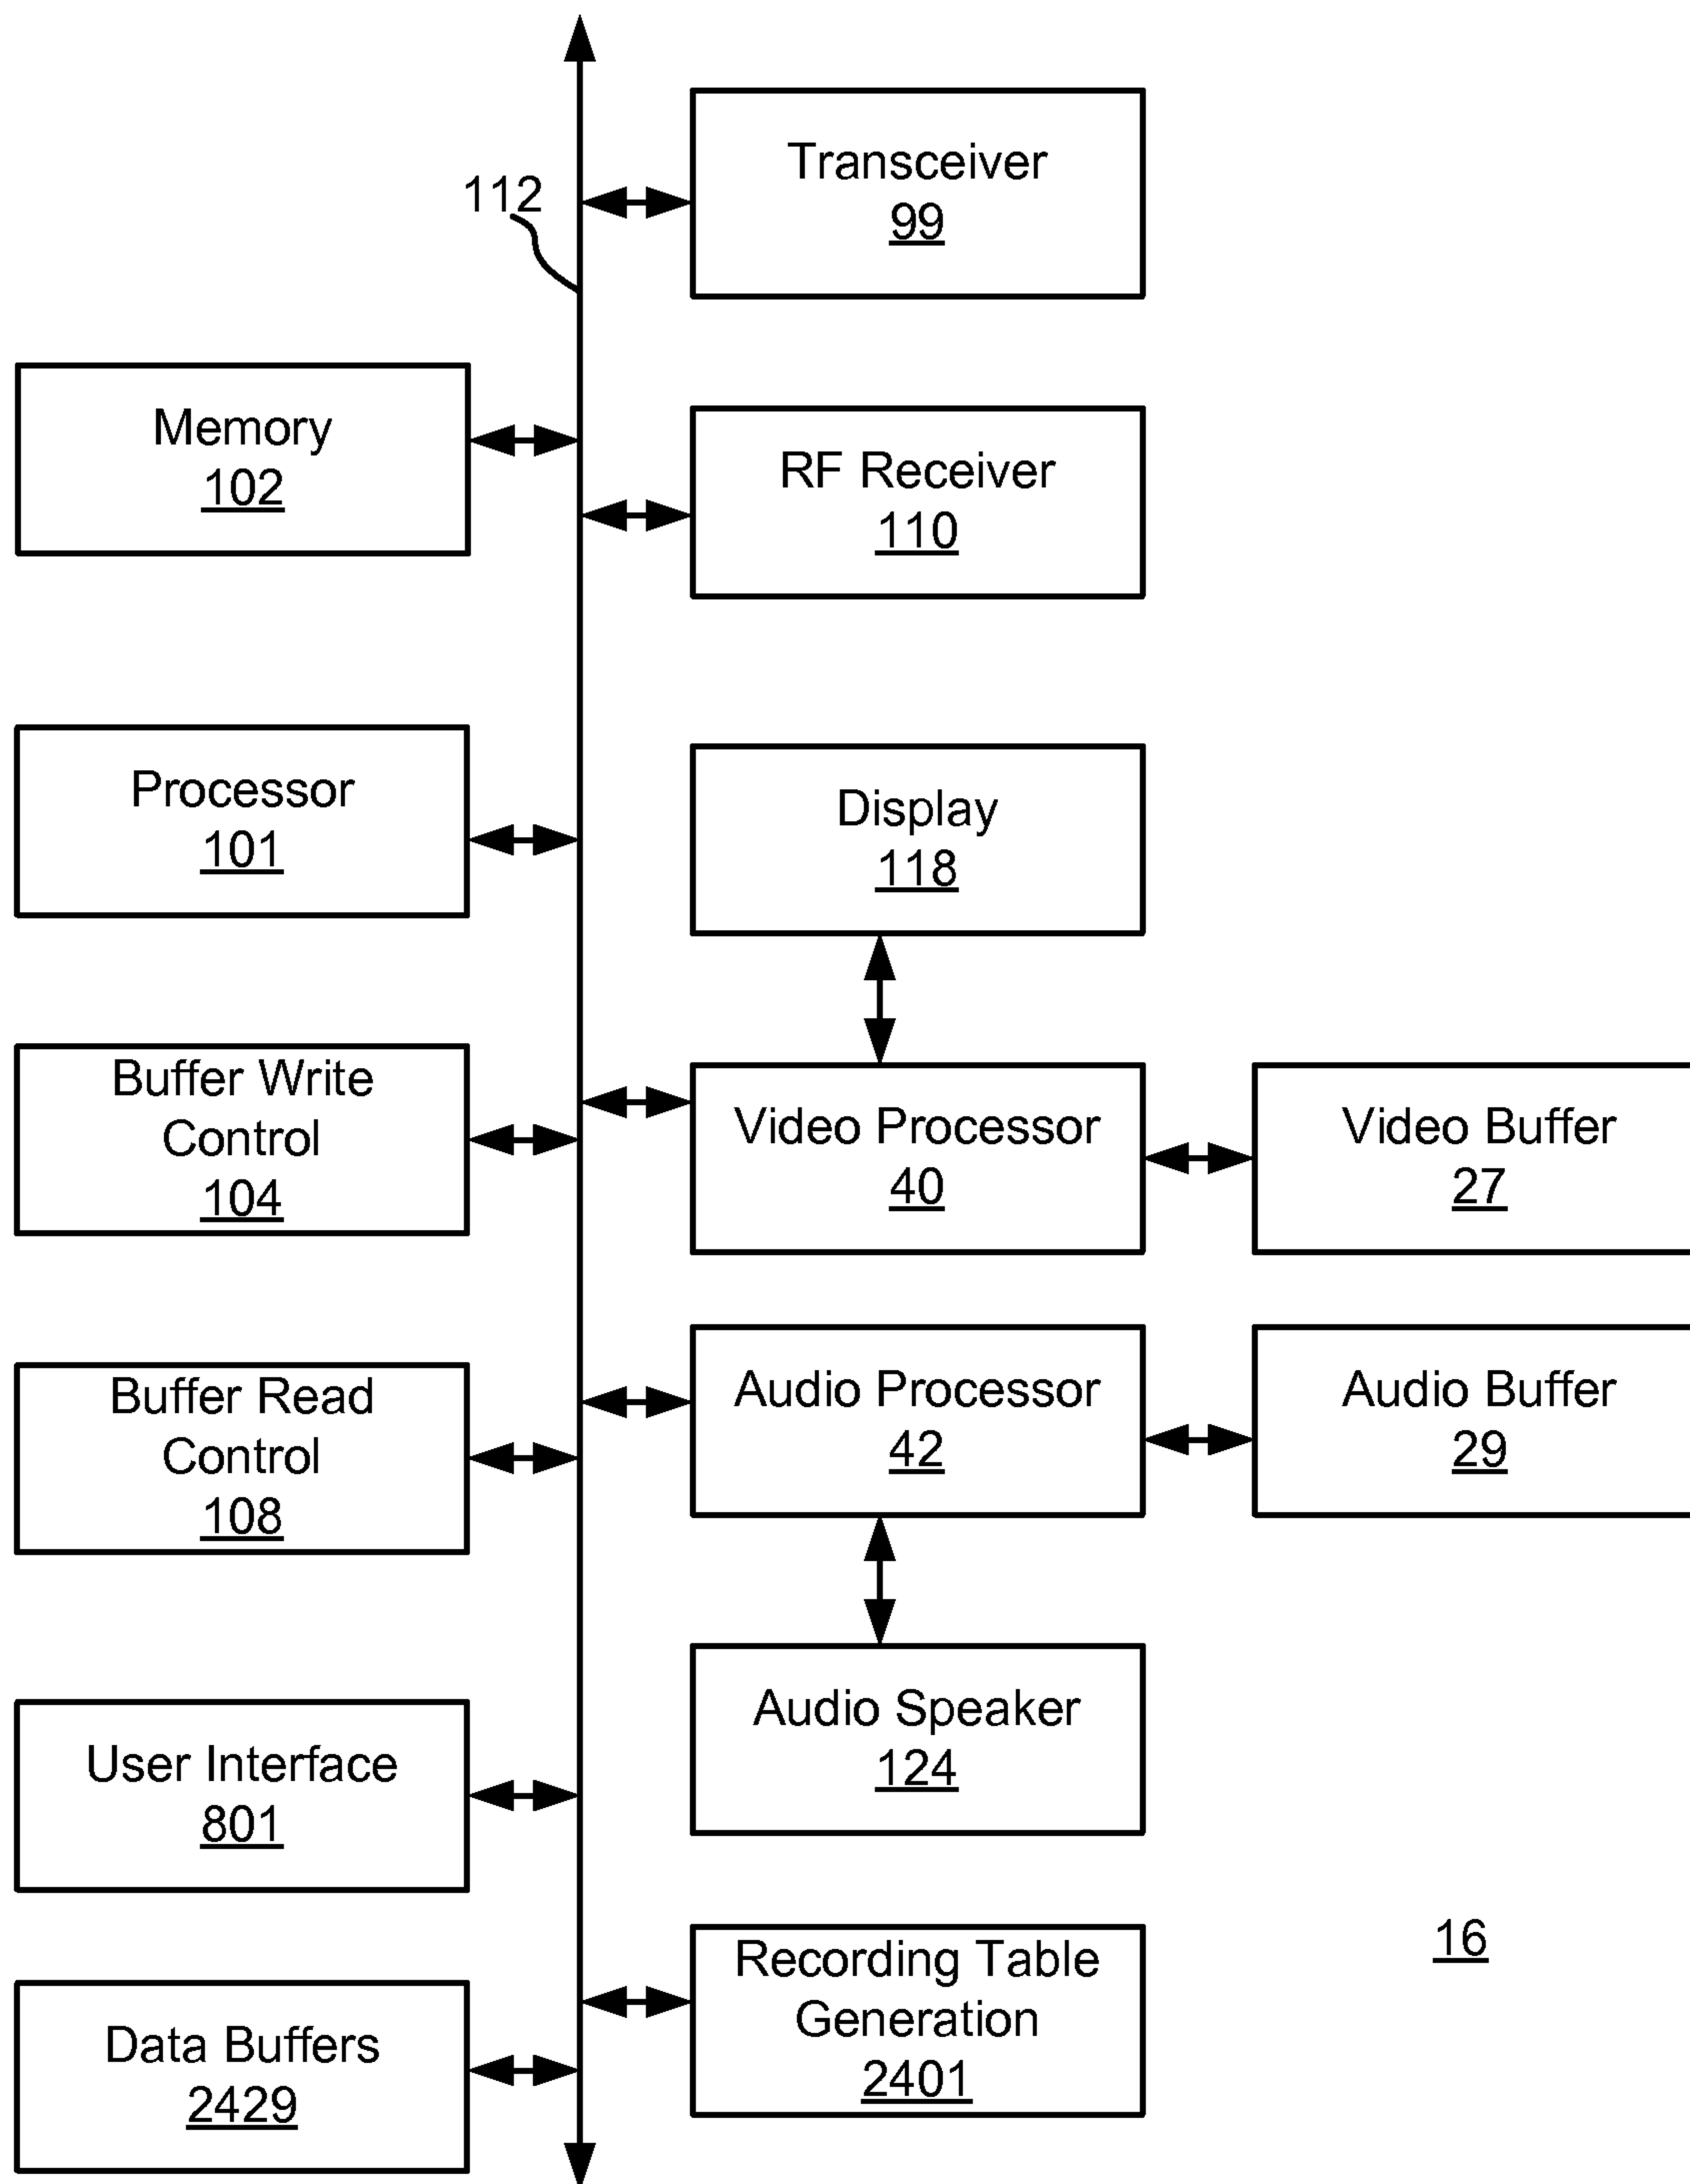 112
Transceiver
99
Memory
102
RF Receiver
110
Processor
101
Display
118
Buffer Write
Control
104
Video Processor
40
Video Buffer
27
Buffer Read
Control
108
Audio Processor
42
Audio Buffer
29
User Interface
801
Audio Speaker
124
Data Buffers
2429
Recording Table
Generation
2401
16